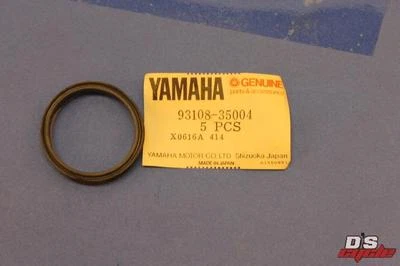 YAMAHA GENUINE
parts & accessories
93108-35004
5 PCS
X0616A 414
YAMAHA MOTOR CO., LTD. Shizuoka Japan
MADE IN JAPAN
D'S
cycle